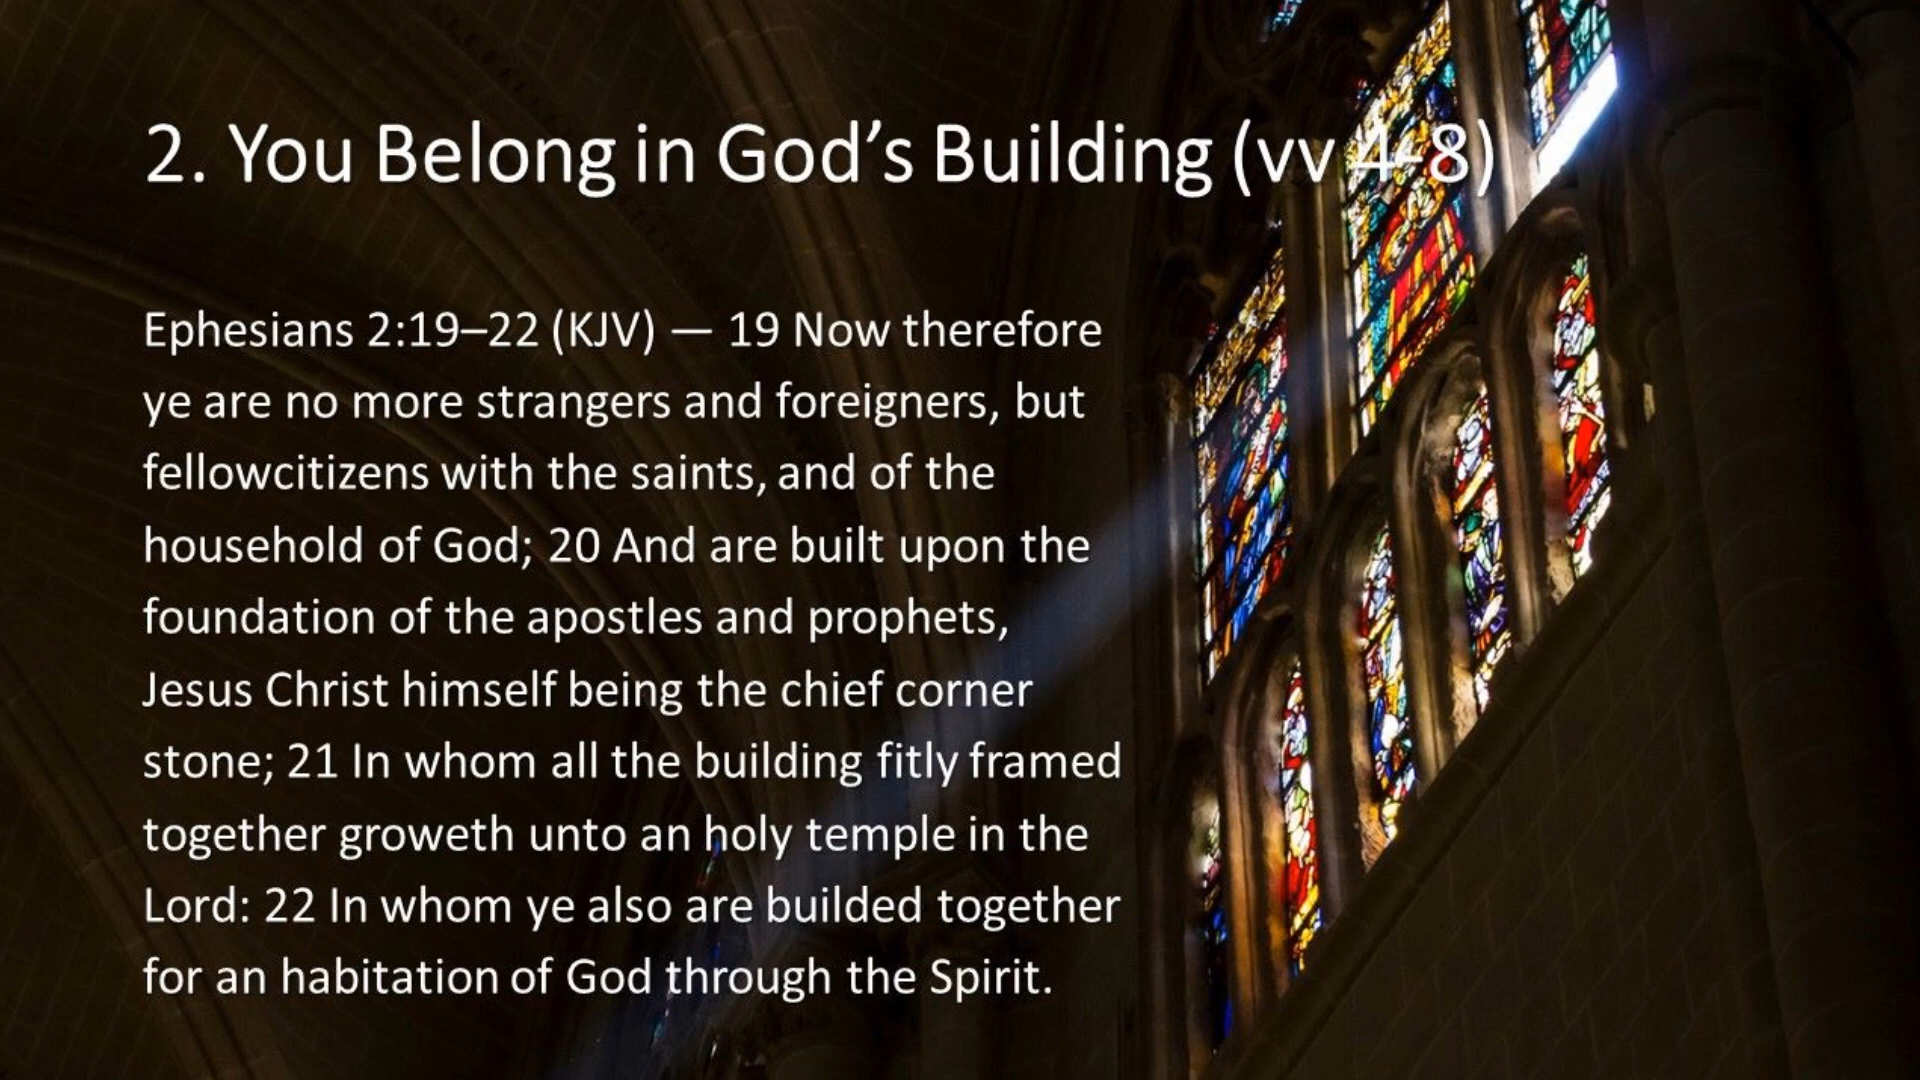 2. You Belong in God’s Building (vv 4-8)
Ephesians 2:19–22 (KJV) — 19 Now therefore
ye are no more strangers and foreigners, but
fellowcitizens with the saints, and of the
household of God; 20 And are built upon the
foundation of the apostles and prophets,
Jesus Christ himself being the chief corner
stone; 21 In whom all the building fitly framed
together groweth unto an holy temple in the
Lord: 22 In whom ye also are builded together
for an habitation of God through the Spirit.